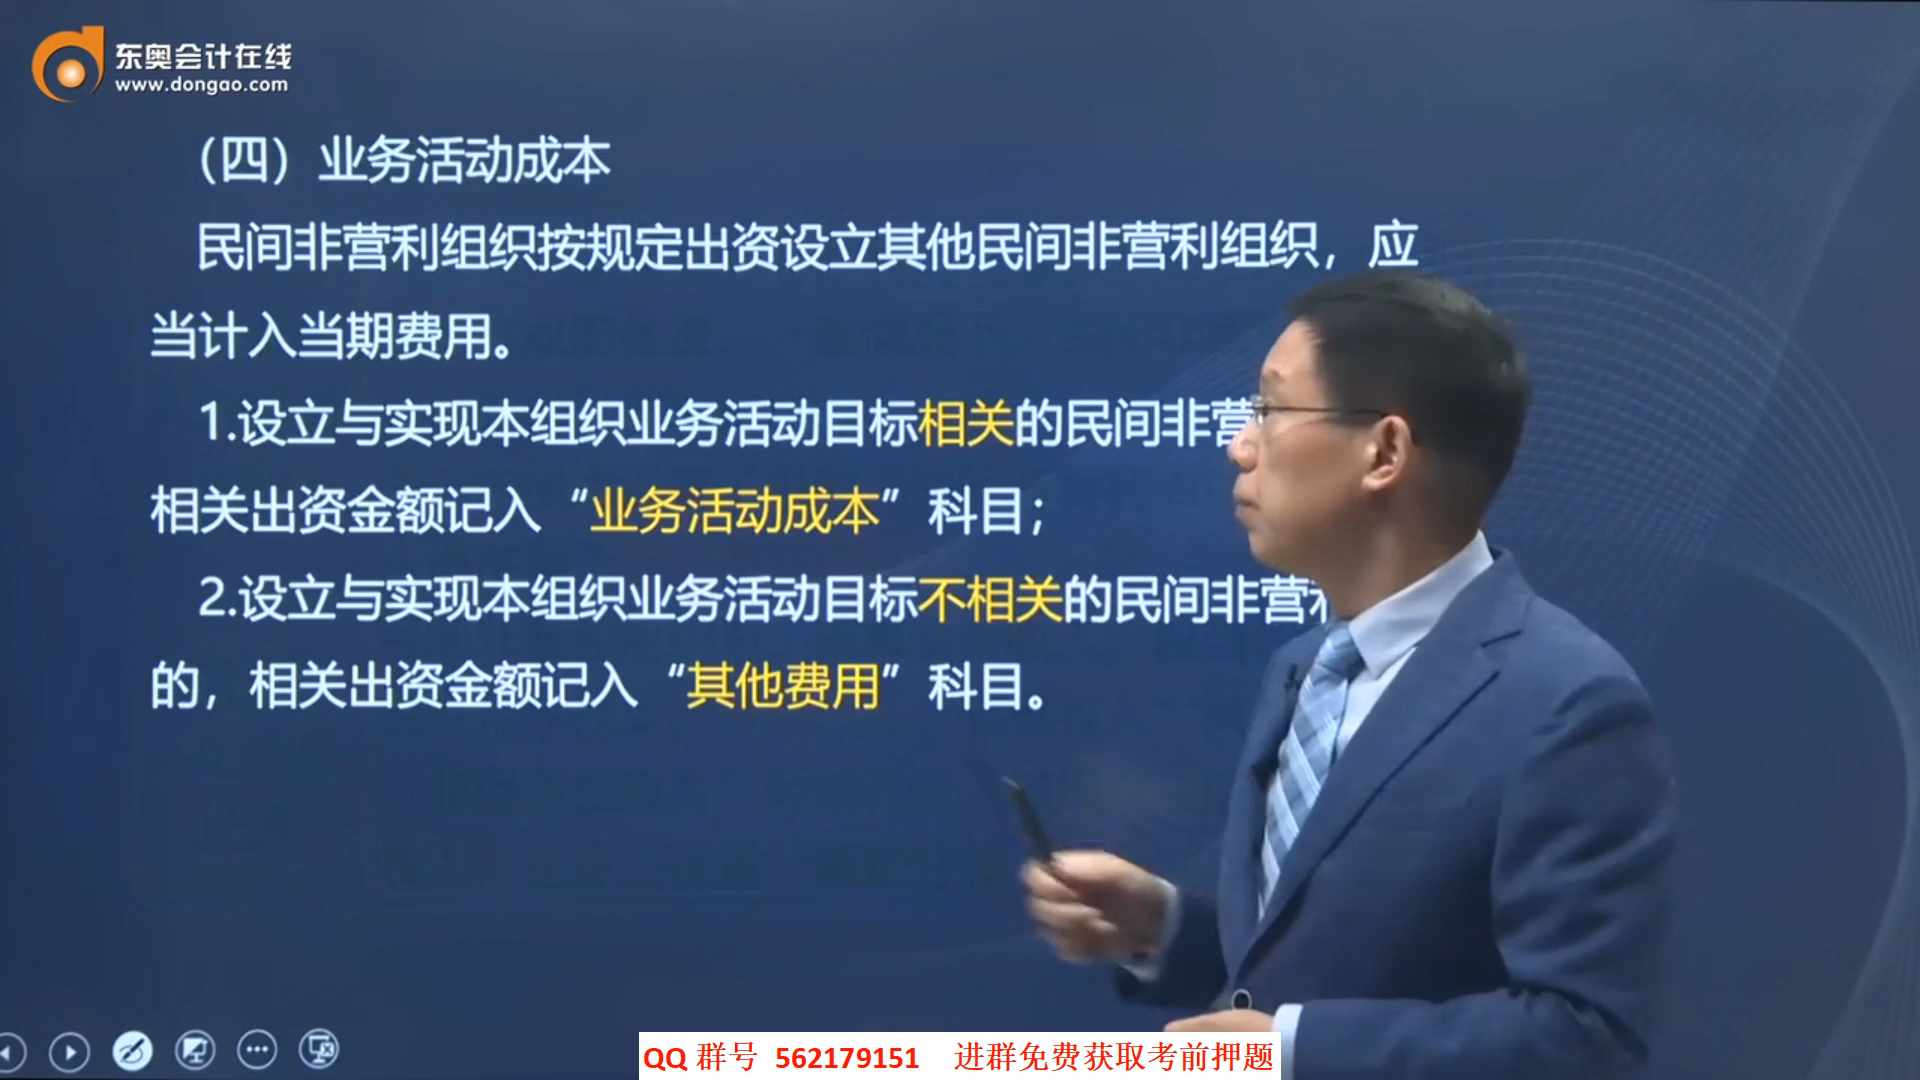 东奥会计在线
www.dongao.com
（四）业务活动成本
民间非营利组织按规定出资设立其他民间非营利组织，应
当计入当期费用。
1.设立与实现本组织业务活动目标相关的民间非营
相关出资金额记入“业务活动成本”科目；
2.设立与实现本组织业务活动目标不相关的民间非营
的，相关出资金额记入“其他费用”科目。
QQ 群号 562179151 进群免费获取考前押题